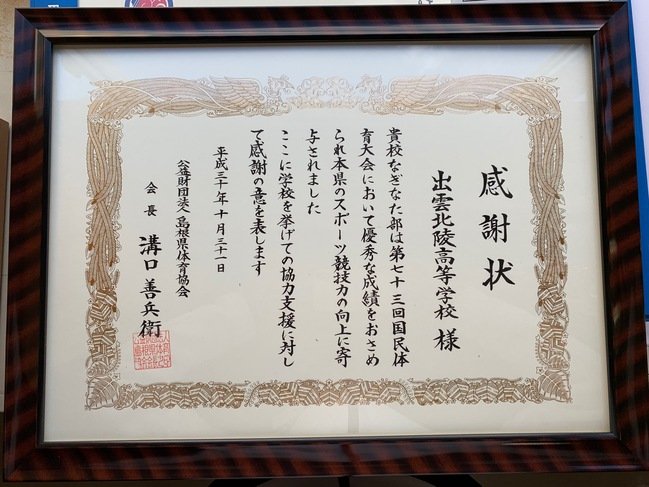 感謝状
出雲北陵高等学校 様
貴校なぎなた部は第七十三回国民体
育大会において優秀な成績をおさめ
られ本県のスポーツ競技力の向上に寄
与されました
ここに学校を挙げての協力支援に対し
て感謝の意を表します
平成三十年十月三十一日
公益財団法人島根県体育協会
会長 溝口善兵衛